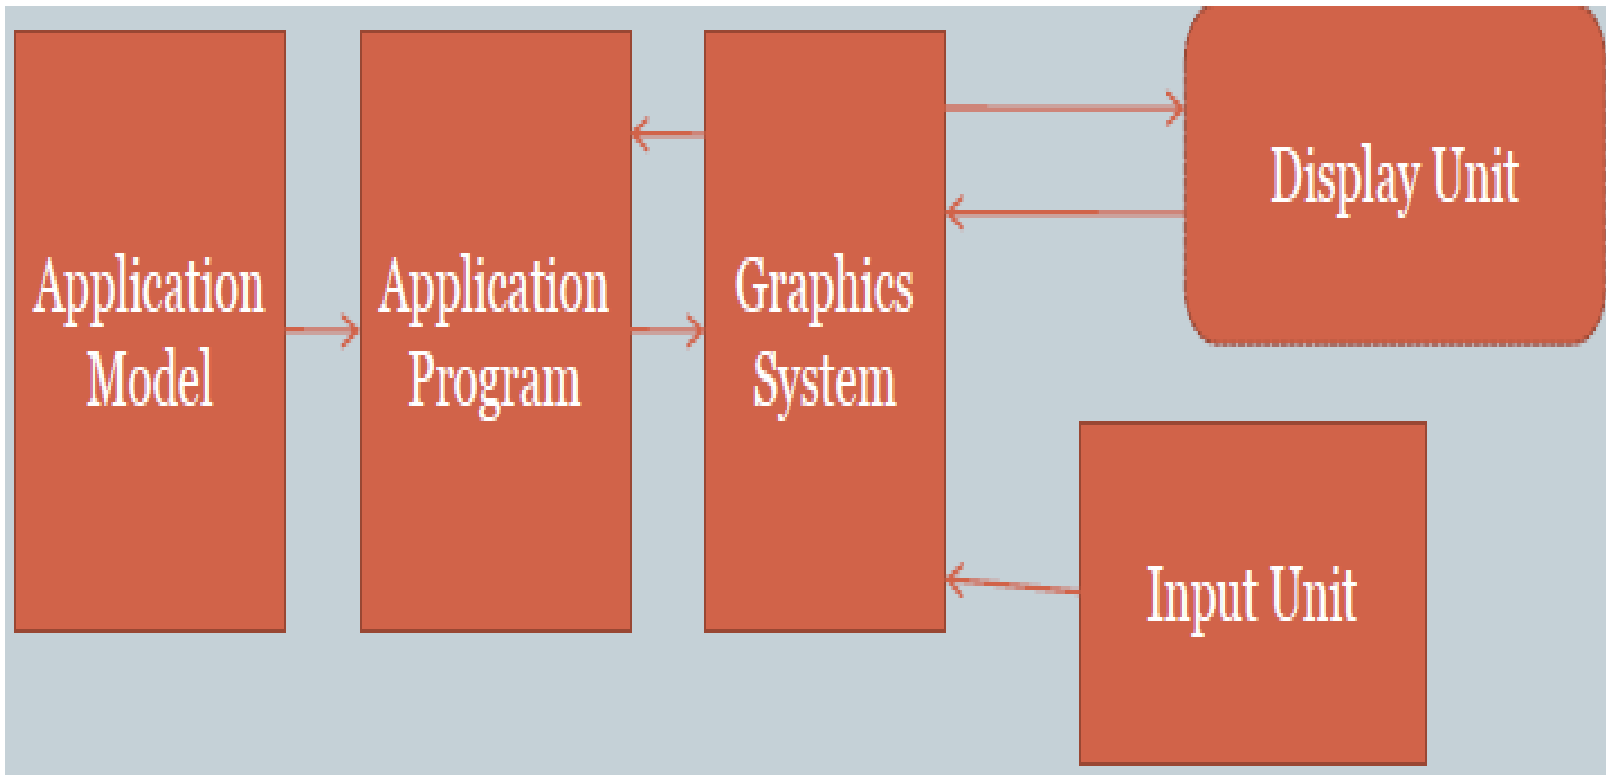 Application
Model
Application
Program
Graphics
System
Display Unit
Input Unit